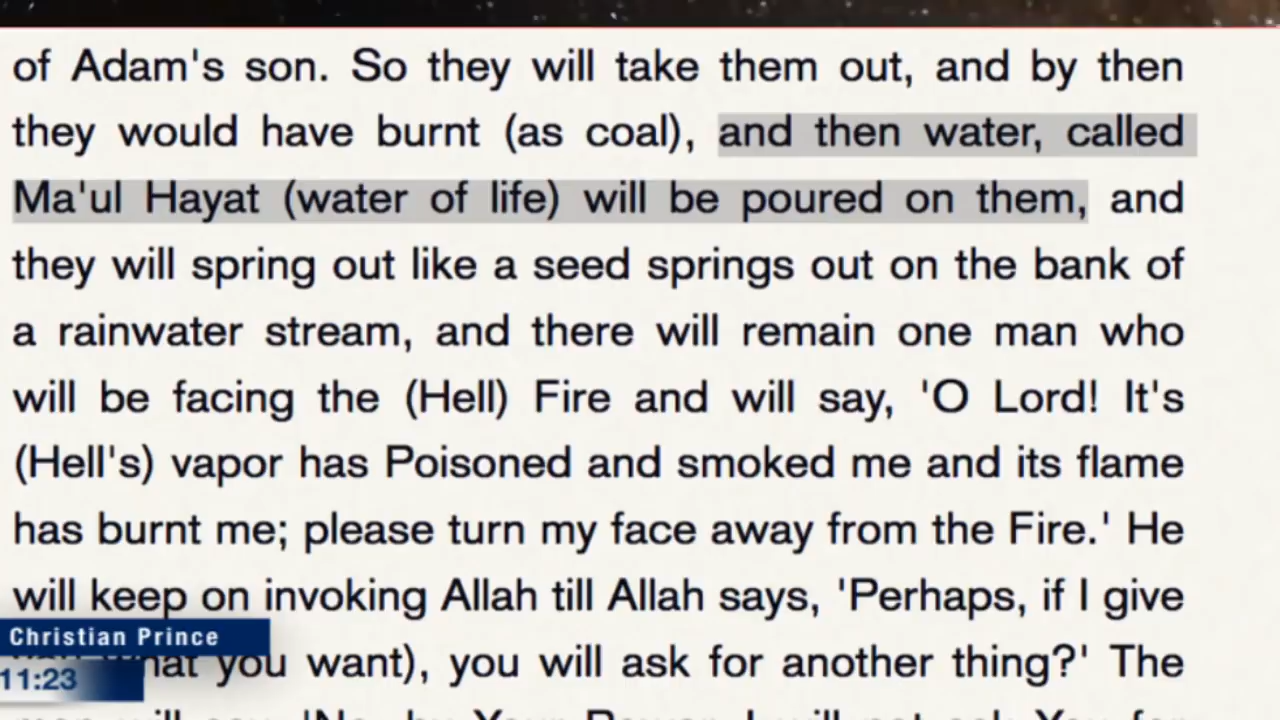 of Adam's son. So they will take them out, and by then
they would have burnt (as coal), and then water, called
Ma'ul Hayat (water of life) will be poured on them, and
they will spring out like a seed springs out on the bank of
a rainwater stream, and there will remain one man who
will be facing the (Hell) Fire and will say, 'O Lord! It's
(Hell's) vapor has Poisoned and smoked me and its flame
has burnt me; please turn my face away from the Fire.' He
will keep on invoking Allah till Allah says, 'Perhaps, if I give
Christian Prince
what you want), you will ask for another thing?' The
11:23